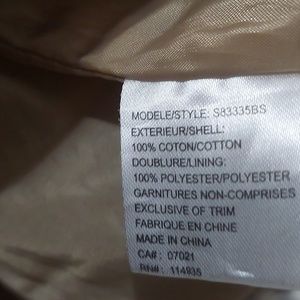 MODELE/STYLE: S83335BS
EXTERIEUR/SHELL:
100% COTON/COTTON
DOUBLURE/LINING:
100% POLYESTER/POLYESTER
GARNITURES NON-COMPRISES
EXCLUSIVE OF TRIM
FABRIQUE EN CHINE
MADE IN CHINA
CA#: 07021
RN#: 114935